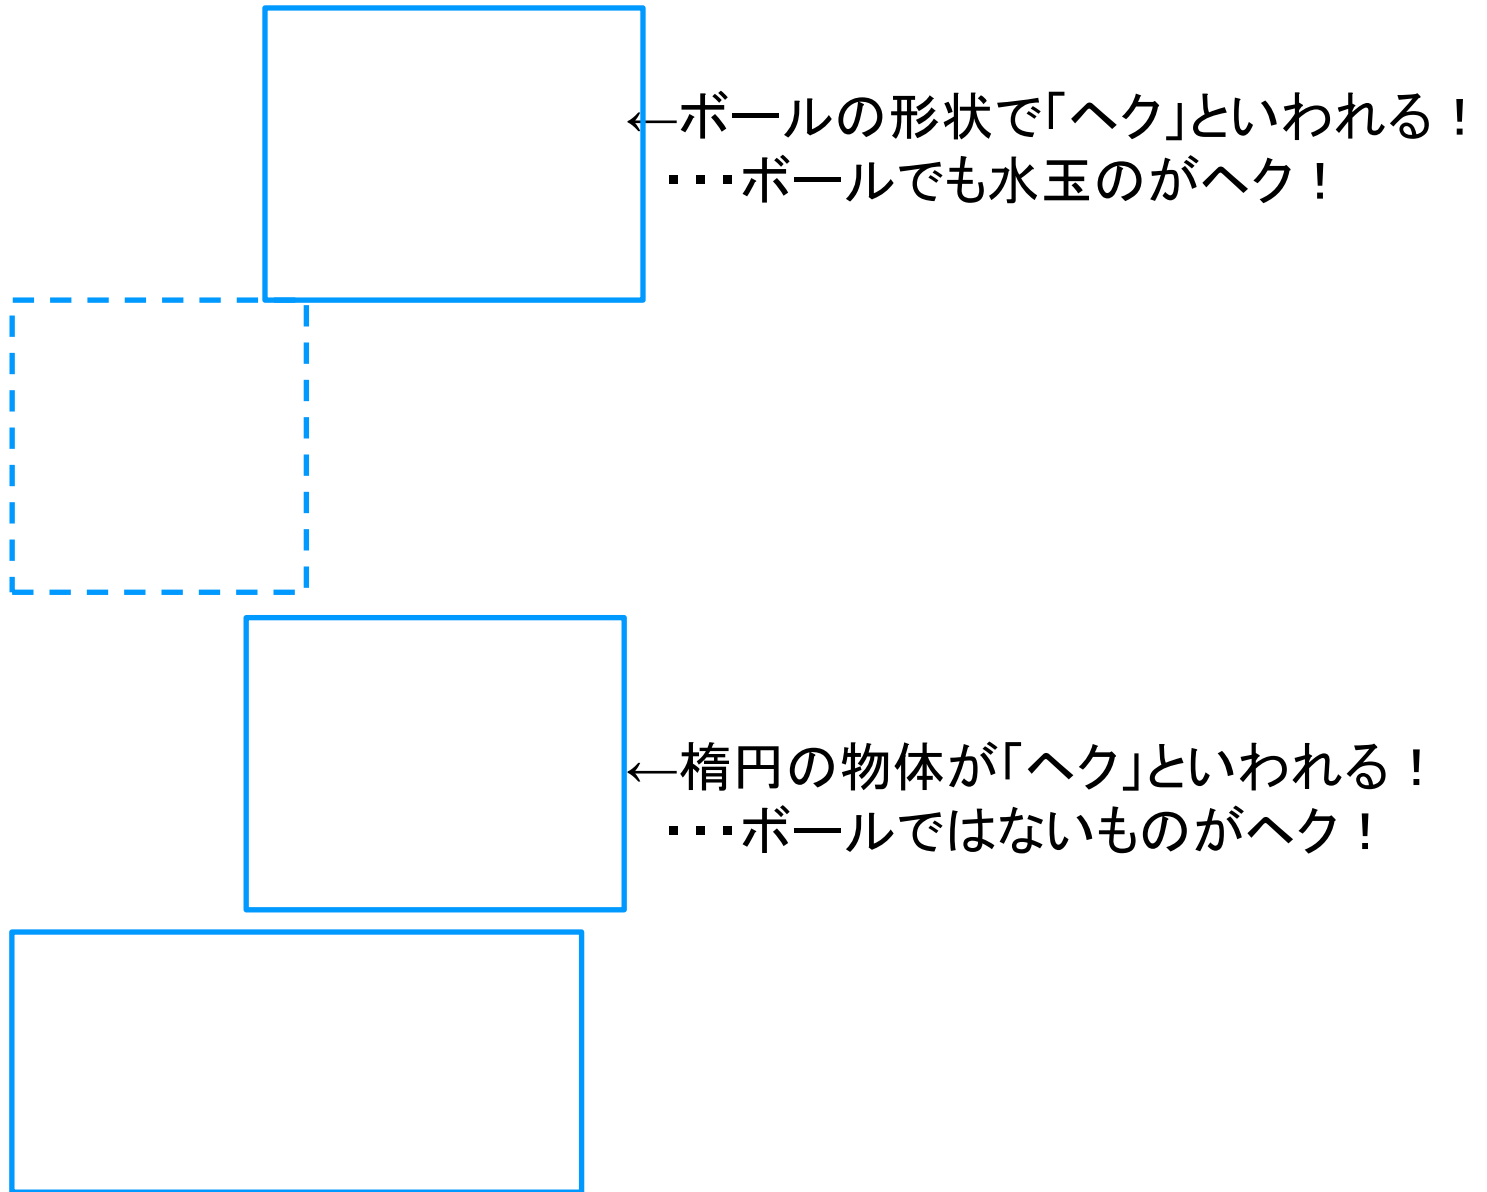 ←ボールの形状で「ヘク」といわれる！
・・・ボールでも水玉のがヘク！
←楕円の物体が「ヘク」といわれる！
・・・ボールではないものがヘク！